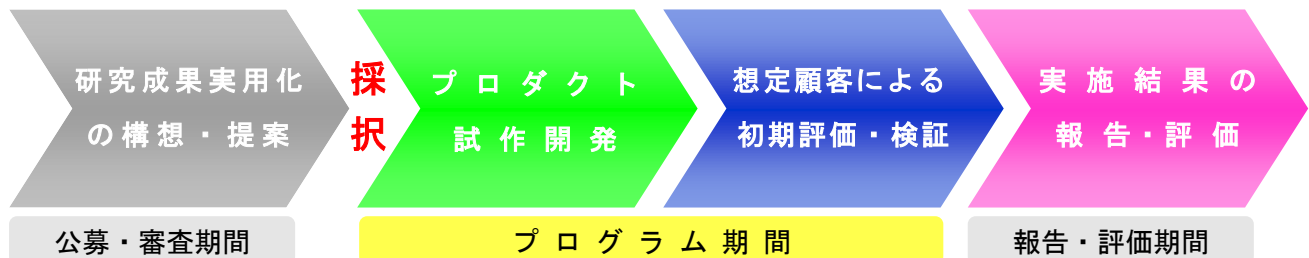 研究成果実用化
の構想・提案
採
択
プロダクト
試作開発
想定顧客による
初期評価・検証
実施結果の
報告・評価
公募・審査期間
プログラム期間
報告・評価期間